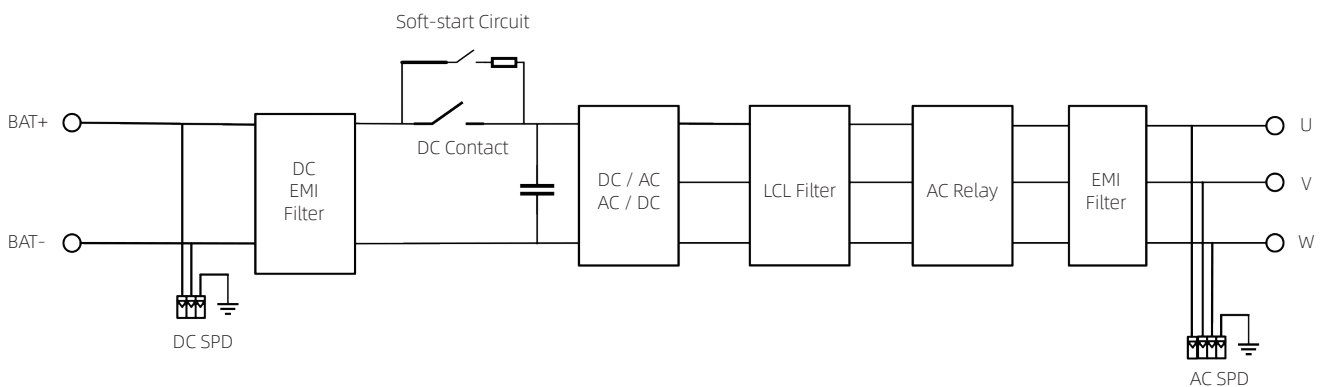 Soft-start Circuit
BAT+
DC Contact
BAT-
DC
EMI
Filter
DC / AC
AC / DC
LCL Filter
AC Relay
EMI
Filter
U
V
W
DC SPD
AC SPD